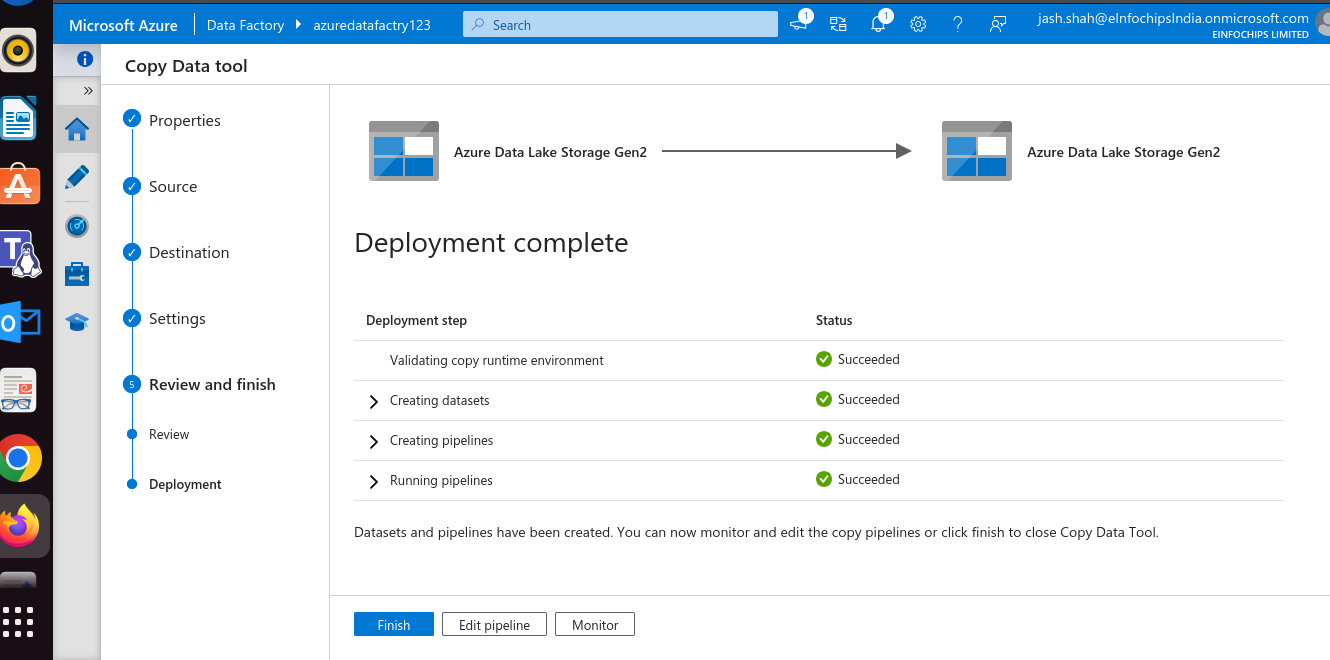 Microsoft Azure
Data Factory
azuredatafactry123
Search
1
1
jash.shah@eInfochipsIndia.onmicrosoft.com
EINFOCHIPS LIMITED
Copy Data tool
Properties
Source
Destination
Settings
5
Review and finish
Review
Deployment
Azure Data Lake Storage Gen2
Azure Data Lake Storage Gen2
Deployment complete
Deployment step Status
Validating copy runtime environment Succeeded
Creating datasets Succeeded
Creating pipelines Succeeded
Running pipelines Succeeded
Datasets and pipelines have been created. You can now monitor and edit the copy pipelines or click finish to close Copy Data Tool.
Finish
Edit pipeline
Monitor